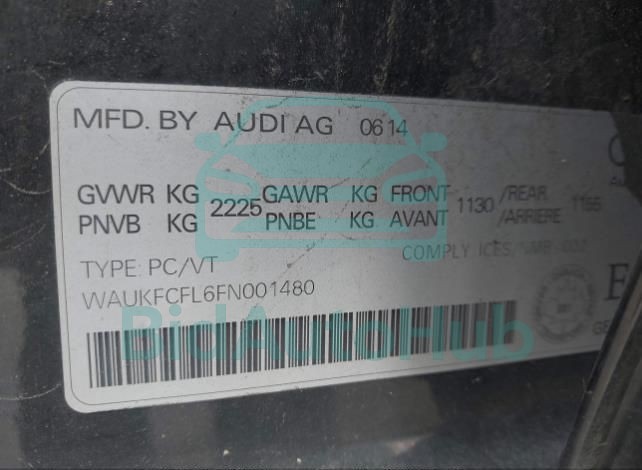 MFD. BY AUDI AG 0614
GVWR KG 2225 GAWR KG FRONT 1130 /REAR
PNVB KG PNBE KG AVANT /ARRIERE
TYPE: PC/VT COMPLY ICES/NMB-002
WAUKFCFL6FN001480
BidAutoHub